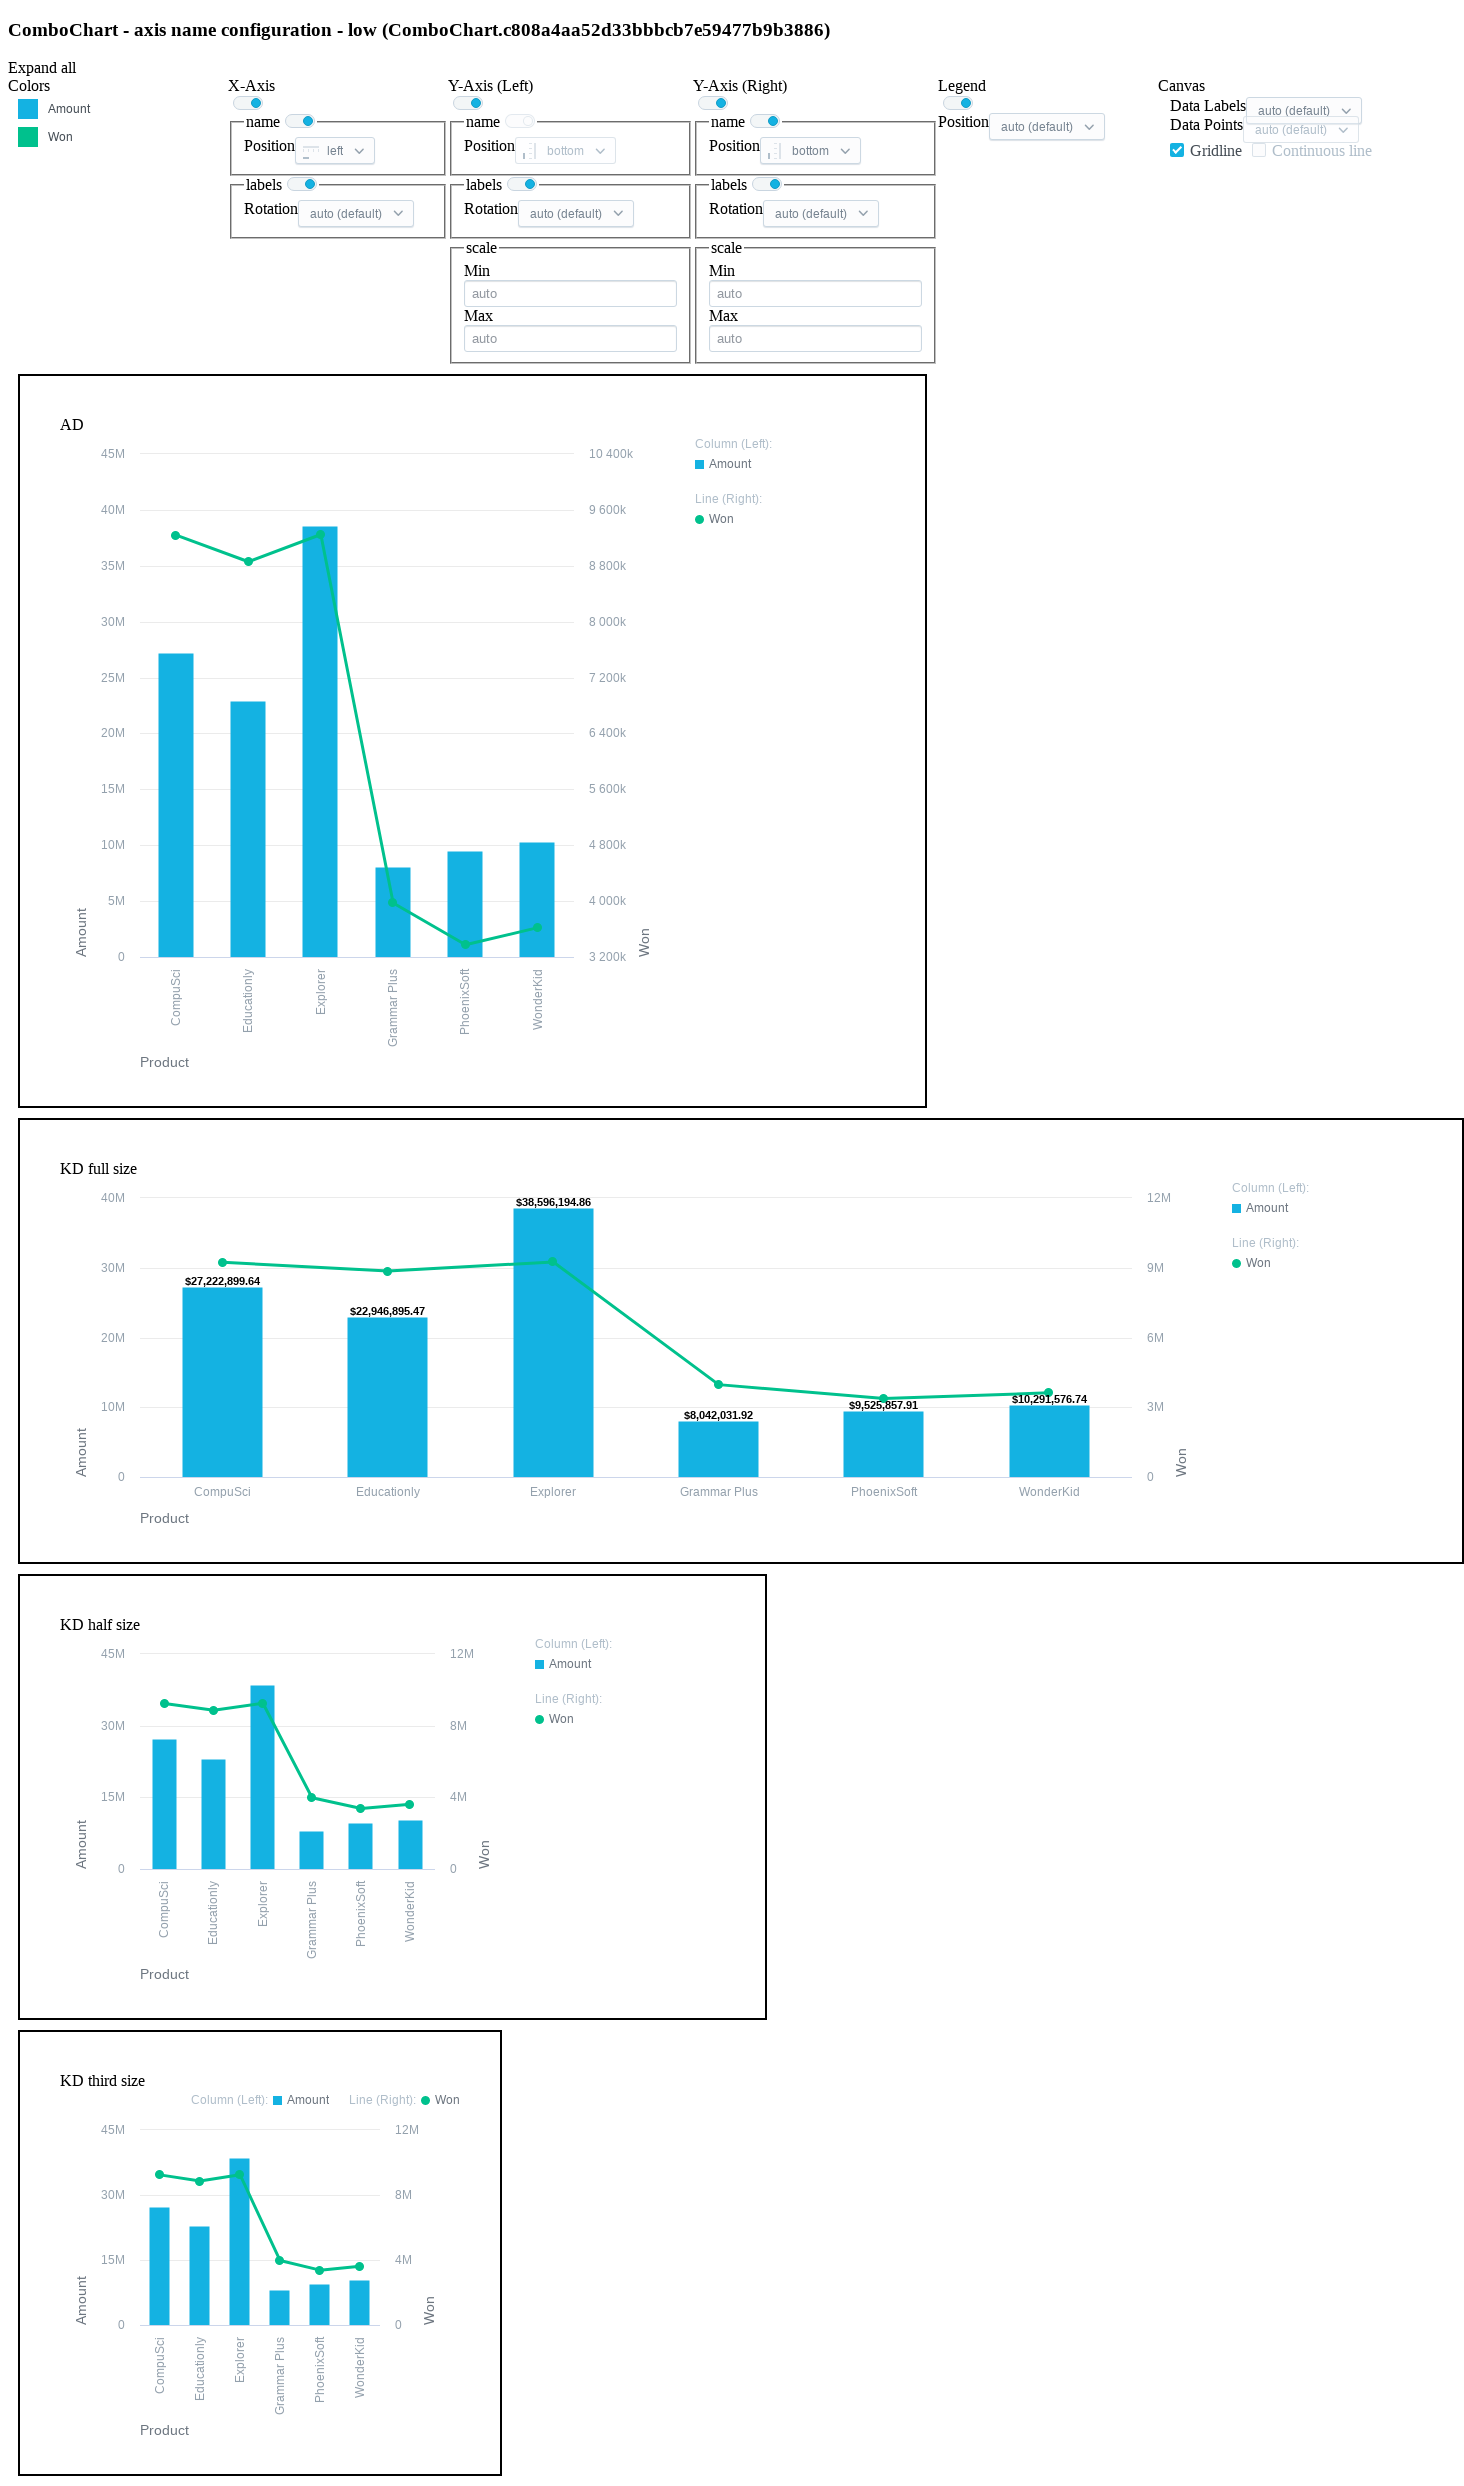 ComboChart - axis name configuration - low (ComboChart.c808a4aa52d33bbbcb7e59477b9b3886)
Expand all
Colors
Amount
Won
X-Axis
name
Position left
labels
Rotation auto (default)
Y-Axis (Left)
name
Position bottom
labels
Rotation auto (default)
scale
Min
auto
Max
auto
Y-Axis (Right)
name
Position bottom
labels
Rotation auto (default)
scale
Min
auto
Max
auto
Legend
Position auto (default)
Canvas
Data Labels auto (default)
Data Points auto (default)
Gridline Continuous line
AD
45M
40M
35M
30M
25M
20M
15M
10M
5M
0
Amount
10 400k
9 600k
8 800k
8 000k
7 200k
6 400k
5 600k
4 800k
4 000k
3 200k
Won
CompuSci
Educationly
Explorer
Grammar Plus
PhoenixSoft
WonderKid
Product
Column (Left):
Amount
Line (Right):
Won
KD full size
40M
30M
20M
10M
0
Amount
$27,222,899.64
$22,946,895.47
$38,596,194.86
$8,042,031.92
$9,525,857.91
$10,291,576.74
12M
9M
6M
3M
0
Won
CompuSci
Educationly
Explorer
Grammar Plus
PhoenixSoft
WonderKid
Product
Column (Left):
Amount
Line (Right):
Won
KD half size
45M
30M
15M
0
Amount
12M
8M
4M
0
Won
CompuSci
Educationly
Explorer
Grammar Plus
PhoenixSoft
WonderKid
Product
Column (Left):
Amount
Line (Right):
Won
KD third size
Column (Left): Amount Line (Right): Won
45M
30M
15M
0
Amount
12M
8M
4M
0
Won
CompuSci
Educationly
Explorer
Grammar Plus
PhoenixSoft
WonderKid
Product